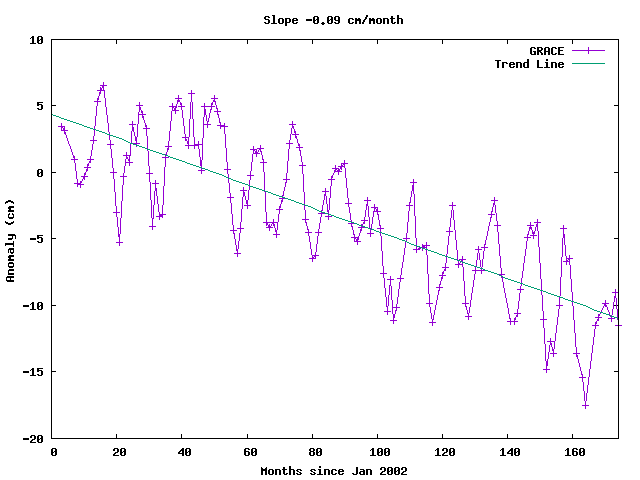 Slope -0.09 cm/month
GRACE
Trend Line
10
5
0
-5
-10
-15
-20
Anomaly (cm)
0 20 40 60 80 100 120 140 160
Months since Jan 2002